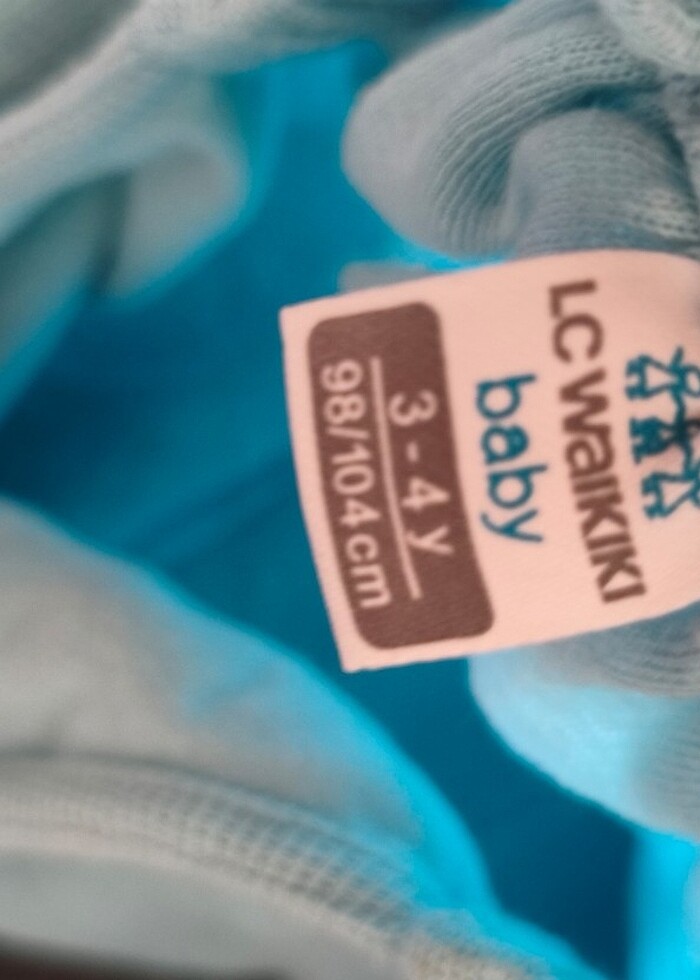 LC WaIKIKI
baby
3 - 4 y
98/104 cm